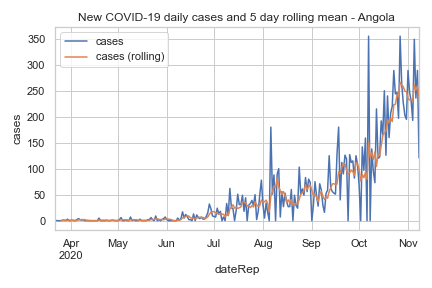 New COVID-19 daily cases and 5 day rolling mean - Angola
cases
cases (rolling)
350
300
250
200
150
100
50
0
cases
Apr
2020
May
Jun
Jul
Aug
Sep
Oct
Nov
dateRep